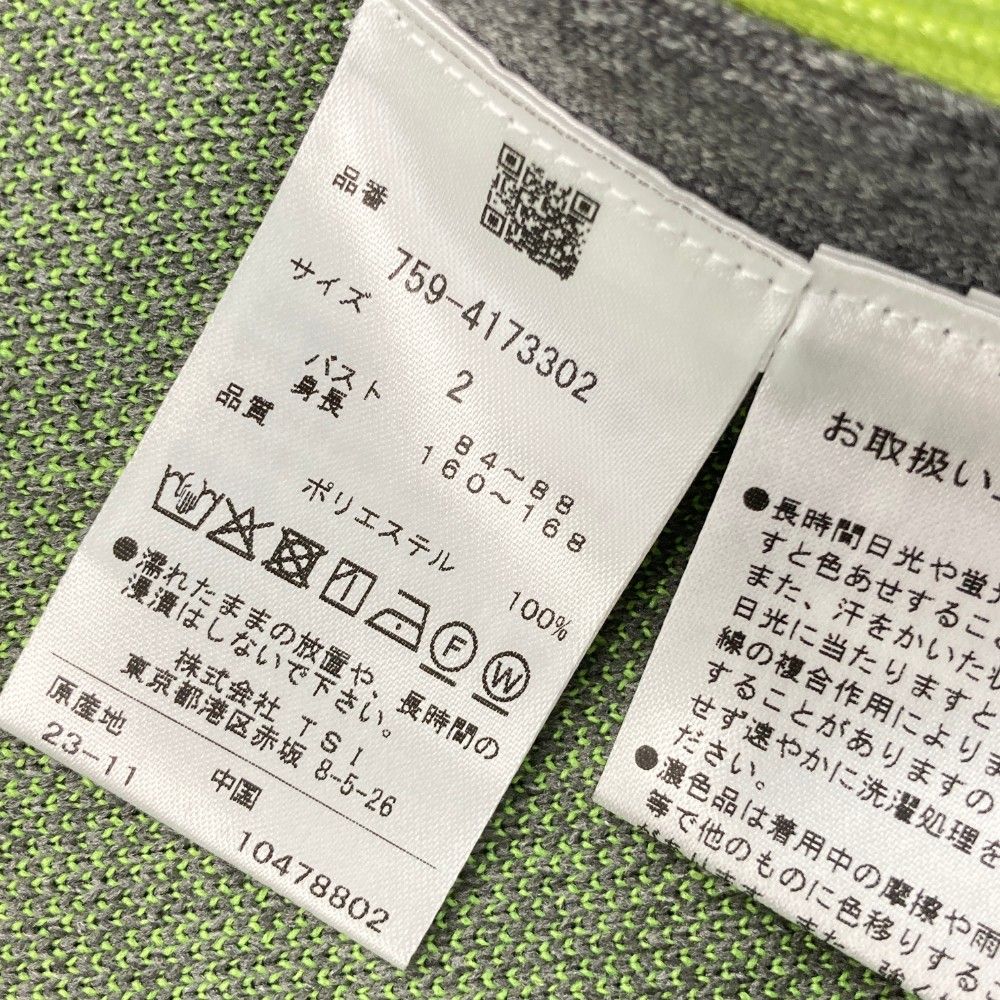 品番
759-4173302
サイズ 2
バスト 84～88
身長 160～168
品質
ポリエステル 100%
F W
●濡れたままの放置や、長時間の
浸漬はしないで下さい。
株式会社 TSI
東京都港区赤坂 8-5-26
原産地 中国
23-11 10478802
お取扱い
●長時間日光や蛍
すと色あせするこ
また、汗をかいた状
日光に当たりますと
線の複合作用により
することがありますの
せず速やかに洗濯処理を
ださい。
●濃色品は着用中の摩擦や雨
等で他のものに色移りする